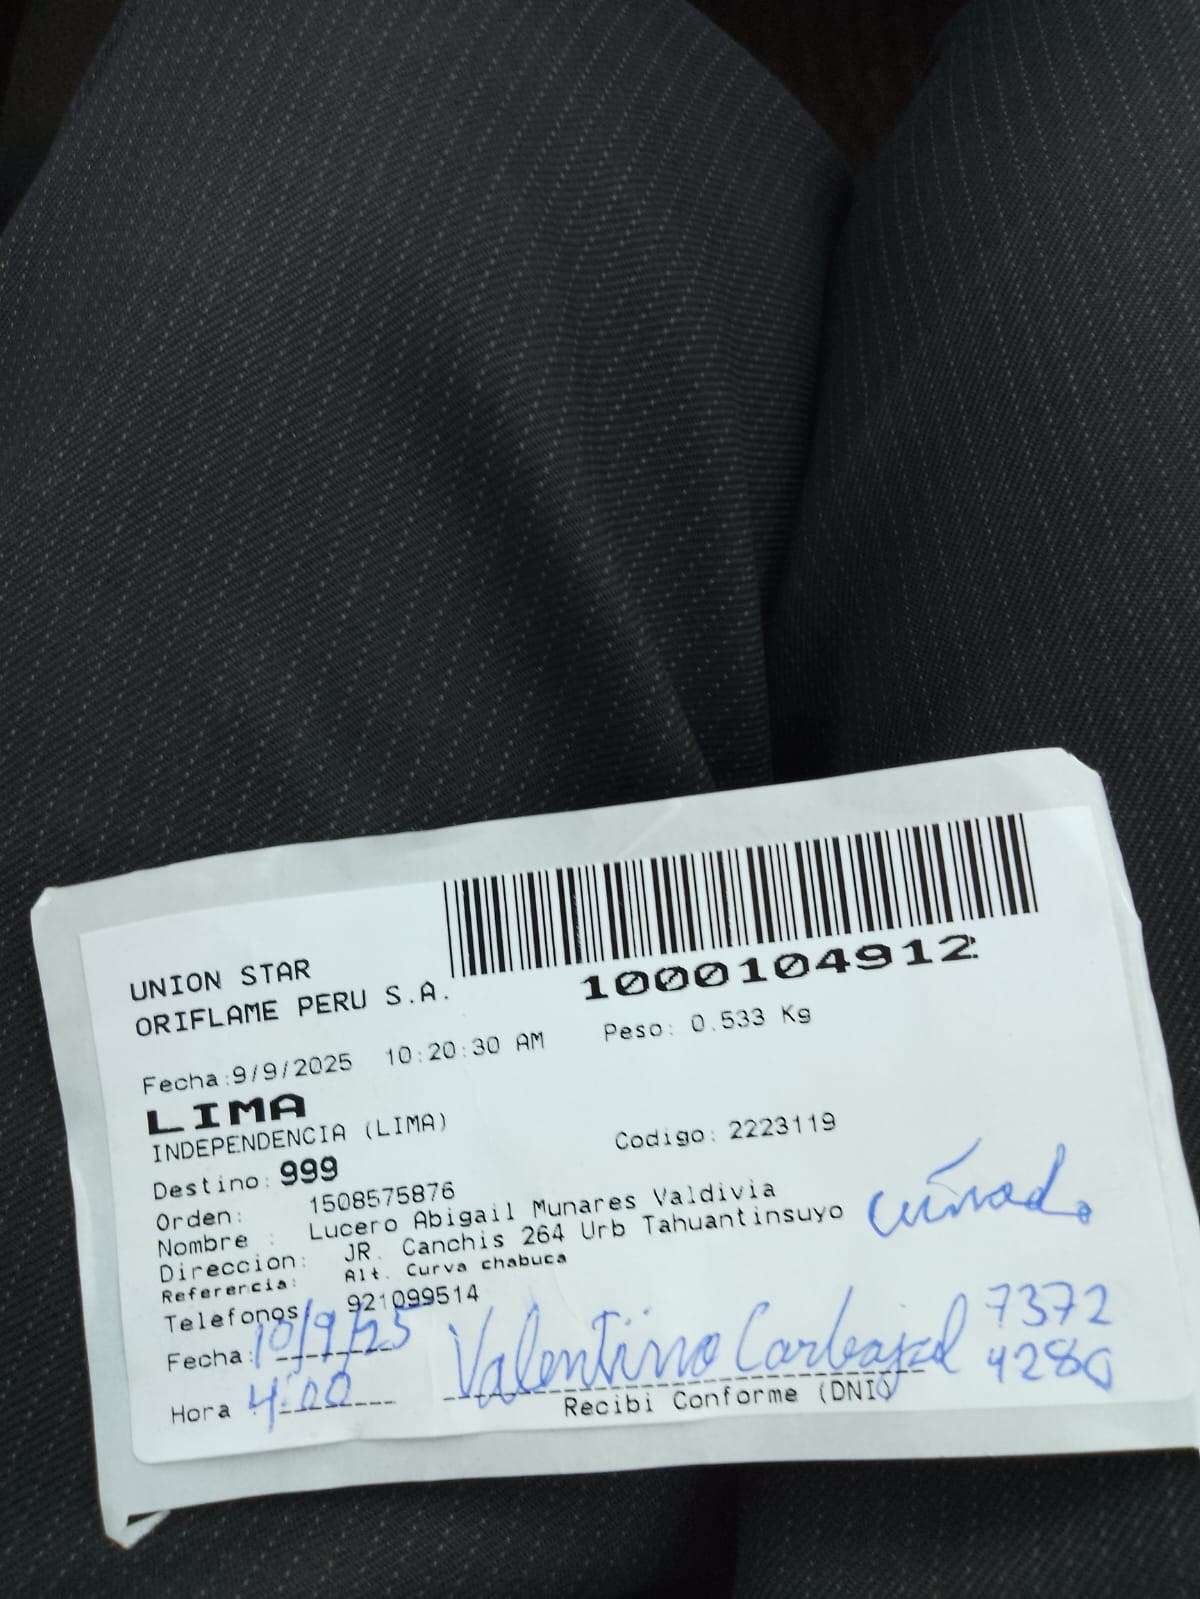 UNION STAR
ORIFLAME PERU S.A.
1000104912
Fecha:9/9/2025 10:20:30 AM Peso: 0.533 Kg
LIMA
INDEPENDENCIA (LIMA)
Destino: 999 Codigo: 2223119
Orden: 1508575876
Nombre : Lucero Abigail Munares Valdivia
Direccion: JR. Canchis 264 Urb Tahuantinsuyo
Referencia: Alt. Curva chabuca
Telefonos: 921099514
Fecha: 10/9/25 Valentino Carbajal 7372
4280
Hora : 4:00
Recibi Conforme (DNI)